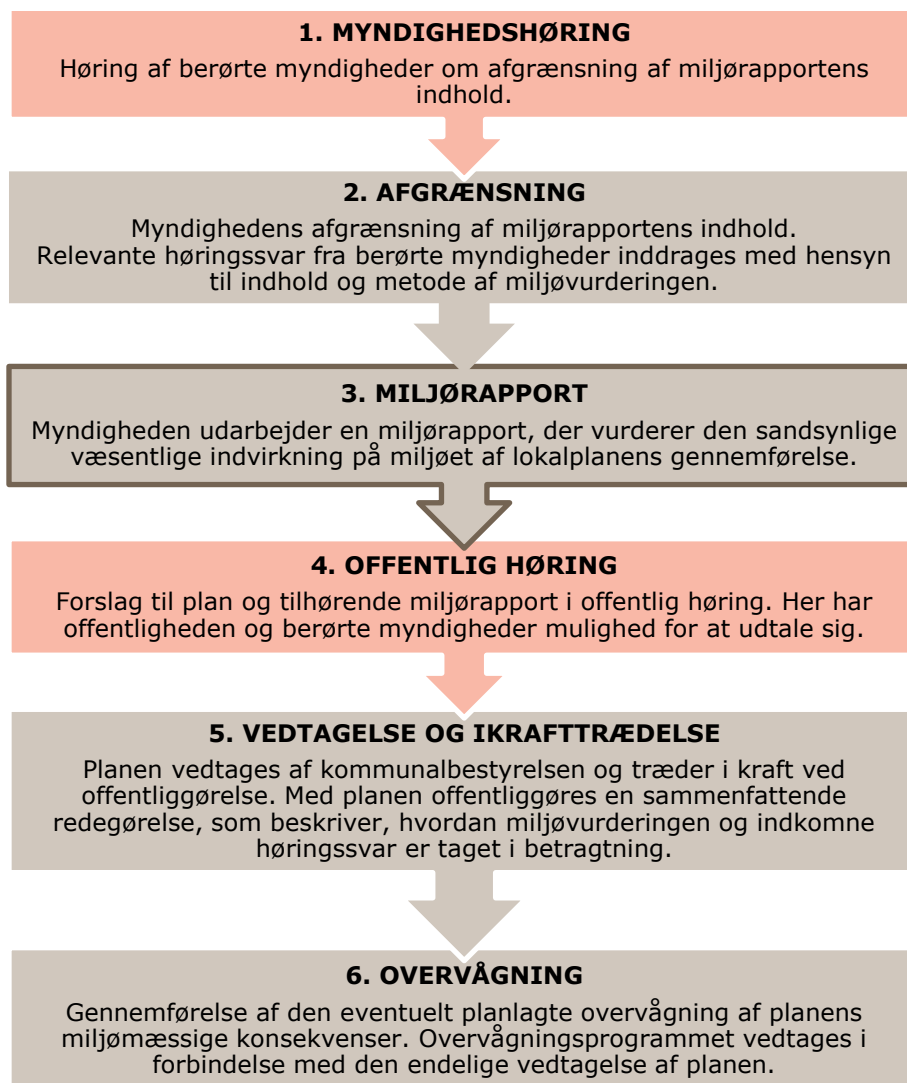 1. MYNDIGHEDSHØRING
Høring af berørte myndigheder om afgrænsning af miljørapportens
indhold.
2. AFGRÆNSNING
Myndighedens afgrænsning af miljørapportens indhold.
Relevante høringssvar fra berørte myndigheder inddrages med hensyn
til indhold og metode af miljøvurderingen.
3. MILJØRAPPORT
Myndigheden udarbejder en miljørapport, der vurderer den sandsynlige
væsentlige indvirkning på miljøet af lokalplanens gennemførelse.
4. OFFENTLIG HØRING
Forslag til plan og tilhørende miljørapport i offentlig høring. Her har
offentligheden og berørte myndigheder mulighed for at udtale sig.
5. VEDTAGELSE OG IKRAFTTRÆDELSE
Planen vedtages af kommunalbestyrelsen og træder i kraft ved
offentliggørelse. Med planen offentliggøres en sammenfattende
redegørelse, som beskriver, hvordan miljøvurderingen og indkomne
høringssvar er taget i betragtning.
6. OVERVÅGNING
Gennemførelse af den eventuelt planlagte overvågning af planens
miljømæssige konsekvenser. Overvågningsprogrammet vedtages i
forbindelse med den endelige vedtagelse af planen.